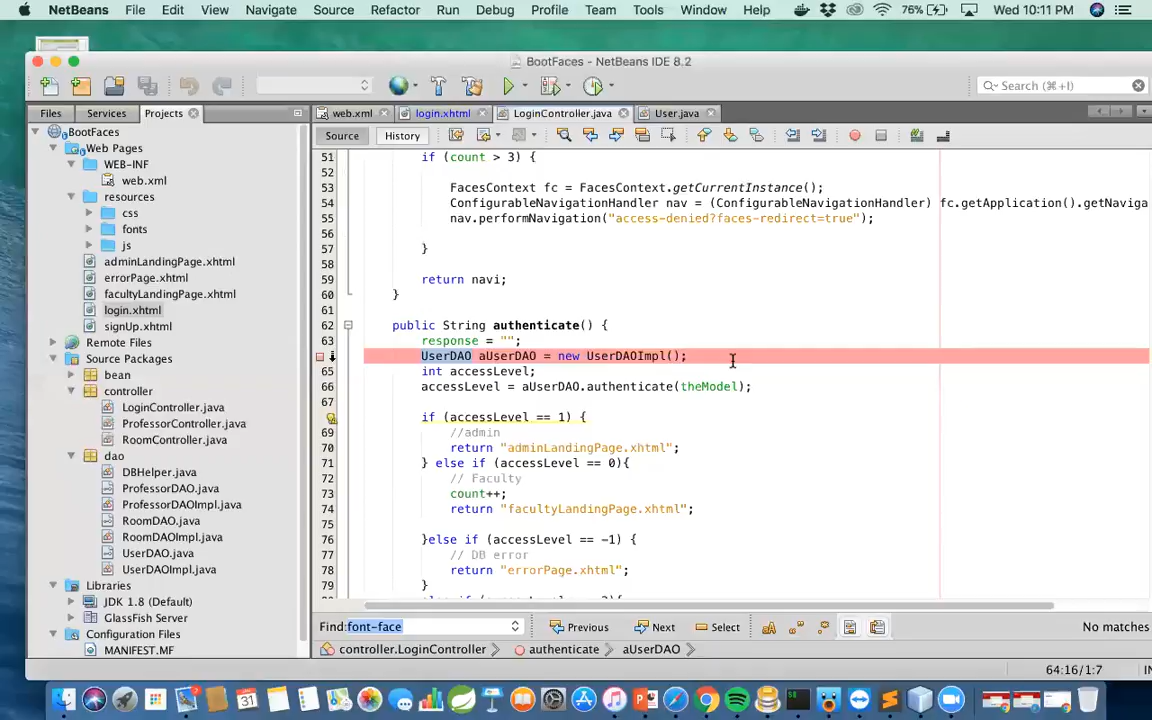 NetBeans File Edit View Navigate Source Refactor Run Debug Profile Team Tools Window Help 76% Wed 10:11 PM
BootFaces - NetBeans IDE 8.2
Search (⌘+I)
Files Services Projects
web.xml login.xhtml LoginController.java User.java
Source History
BootFaces
Web Pages
WEB-INF
web.xml
resources
css
fonts
js
adminLandingPage.xhtml
errorPage.xhtml
facultyLandingPage.xhtml
login.xhtml
signUp.xhtml
Remote Files
Source Packages
bean
controller
LoginController.java
ProfessorController.java
RoomController.java
dao
DBHelper.java
ProfessorDAO.java
ProfessorDAOImpl.java
RoomDAO.java
RoomDAOImpl.java
UserDAO.java
UserDAOImpl.java
Libraries
JDK 1.8 (Default)
GlassFish Server
Configuration Files
MANIFEST.MF
51 if (count > 3) {
52
53 FacesContext fc = FacesContext.getCurrentInstance();
54 ConfigurableNavigationHandler nav = (ConfigurableNavigationHandler) fc.getApplication().getNaviga
55 nav.performNavigation("access-denied?faces-redirect=true");
56
57 }
58
59 return navi;
60 }
61
62 public String authenticate() {
63 response = "";
UserDAO aUserDAO = new UserDAOImpl();
65 int accessLevel;
66 accessLevel = aUserDAO.authenticate(theModel);
67
if (accessLevel == 1) {
69 //admin
70 return "adminLandingPage.xhtml";
71 } else if (accessLevel == 0){
72 // Faculty
73 count++;
74 return "facultyLandingPage.xhtml";
75
76 }else if (accessLevel == -1) {
77 // DB error
78 return "errorPage.xhtml";
79 }
Find: font-face Previous Next Select No matches
controller.LoginController authenticate aUserDAO
64:16/1:7 IN